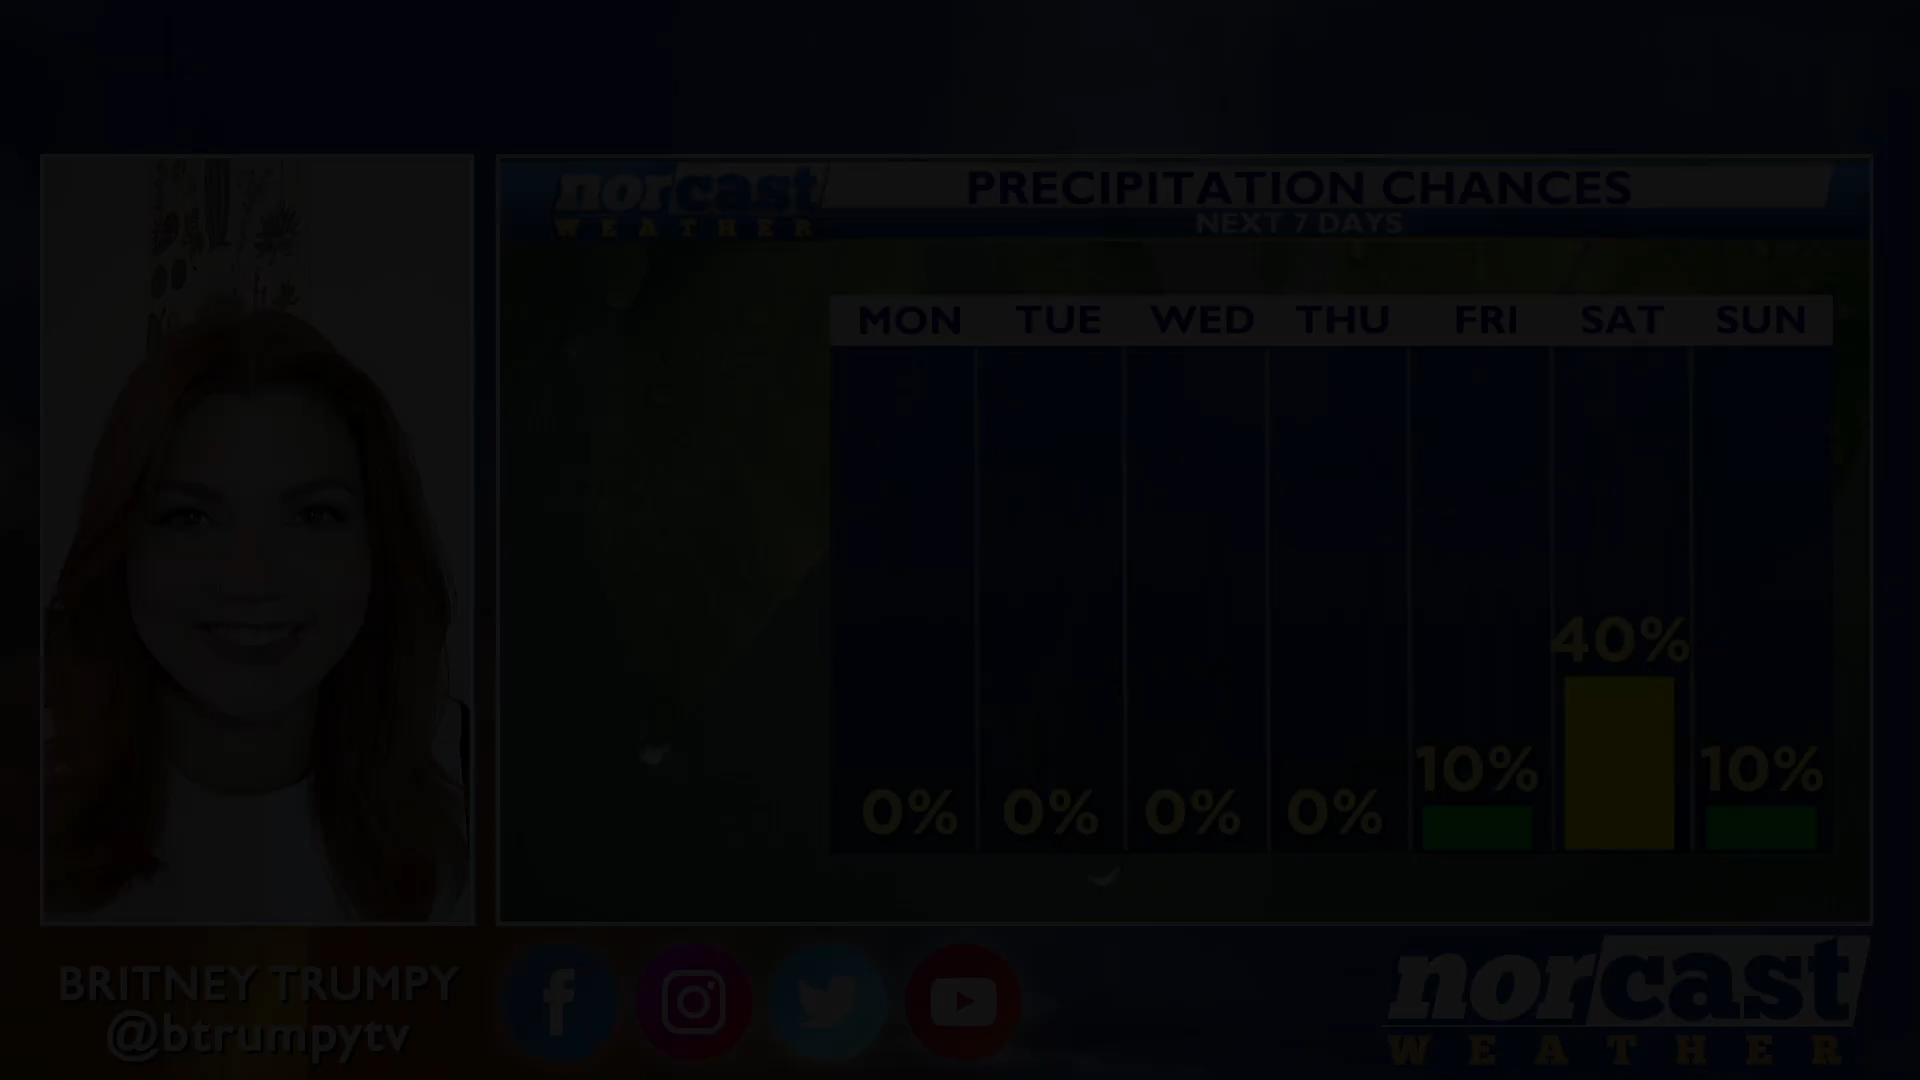 norcast
WEATHER
PRECIPITATION CHANCES
NEXT 7 DAYS
MON TUE WED THU FRI SAT SUN
0% 0% 0% 0% 10% 40% 10%
BRITNEY TRUMPY
@btrumpytv
norcast
WEATHER